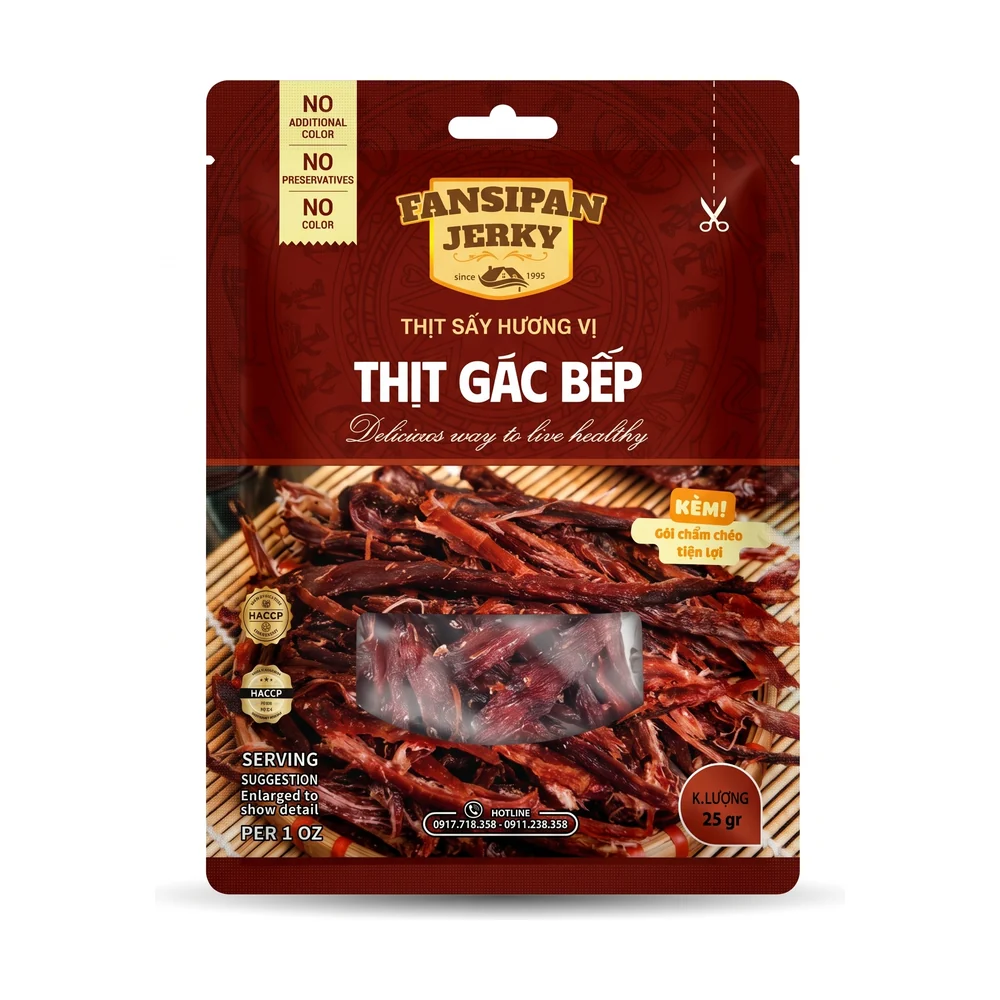 NO
ADDITIONAL
COLOR
NO
PRESERVATIVES
NO
COLOR
FANSIPAN
JERKY
since 1995
THỊT SẤY HƯƠNG VỊ
THỊT GÁC BẾP
Delicious way to live healthy
KÈM!
Gói chẩm chéo
tiện lợi
HACCP
HACCP
SERVING
SUGGESTION
Enlarged to
show detail
PER 1 OZ
HOTLINE
0917.718.358 - 0911.238.358
K.LƯỢNG
25 gr